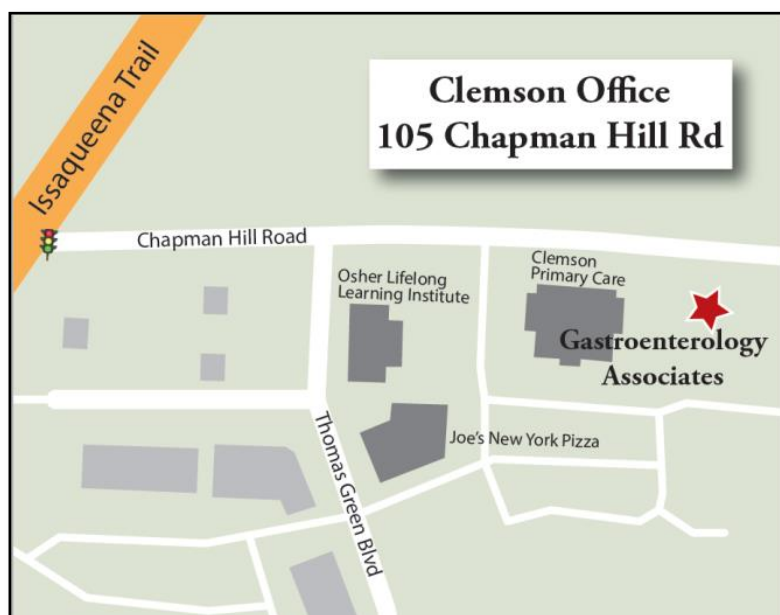 Clemson Office
105 Chapman Hill Rd
Issaqueena Trail
Chapman Hill Road
Osher Lifelong
Learning Institute
Clemson
Primary Care
Gastroenterology
Associates
Joe's New York Pizza
Thomas Green Blvd